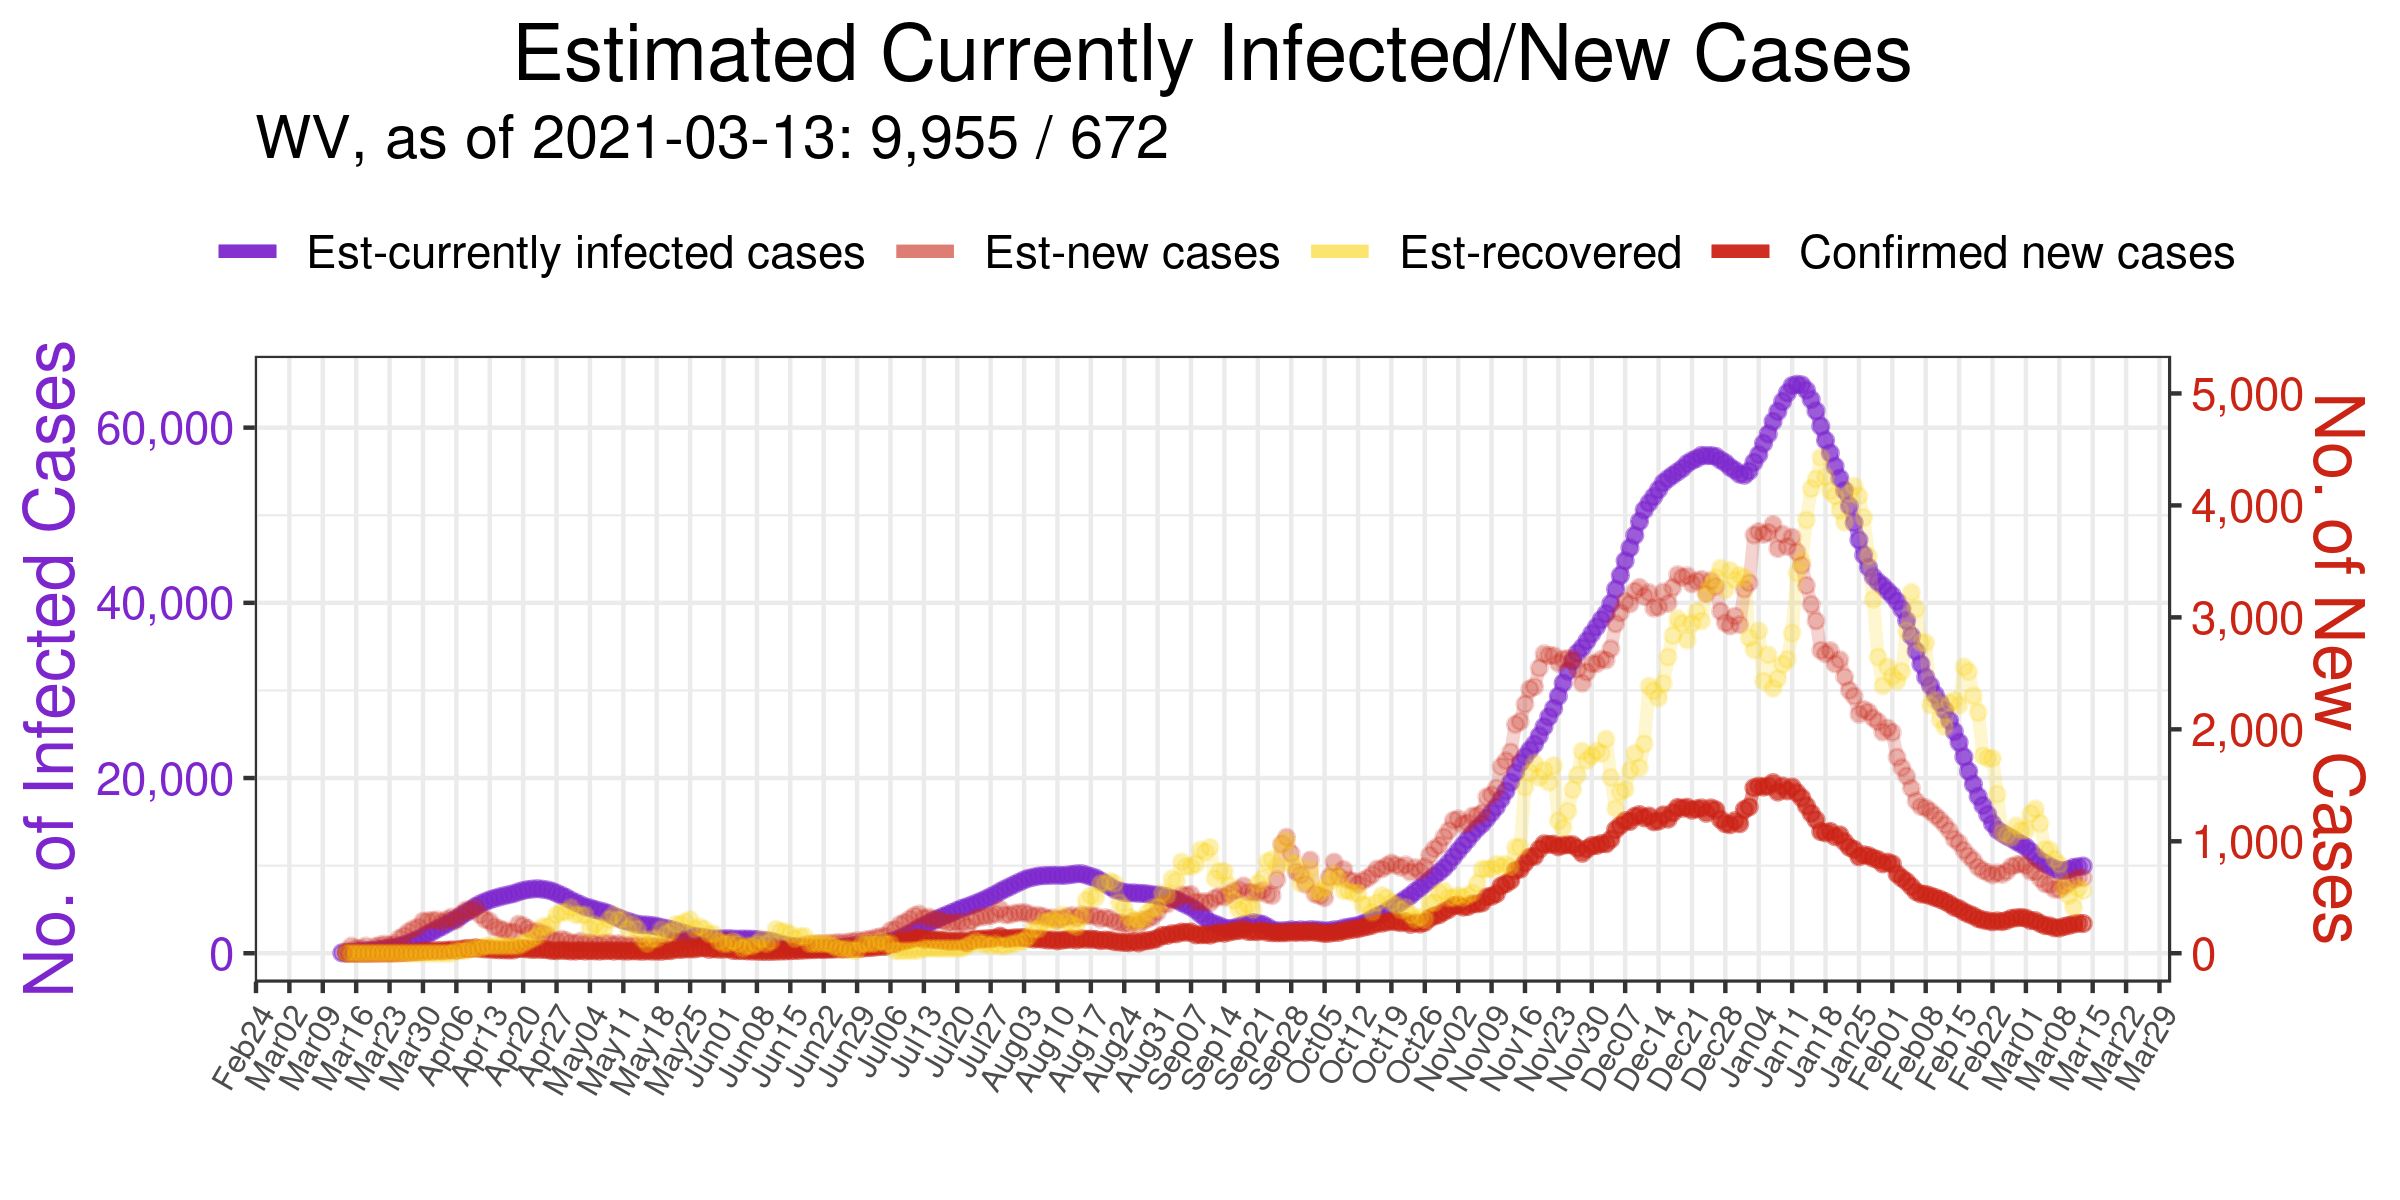 Estimated Currently Infected/New Cases
WV, as of 2021-03-13: 9,955 / 672
Est-currently infected cases Est-new cases Est-recovered Confirmed new cases
No. of Infected Cases
60,000
40,000
20,000
0
5,000
4,000
3,000
2,000
1,000
0
No. of New Cases
Feb24 Mar02 Mar09 Mar16 Mar23 Mar30 Apr06 Apr13 Apr20 Apr27 May04 May11 May18 May25 Jun01 Jun08 Jun15 Jun22 Jun29 Jul06 Jul13 Jul20 Jul27 Aug03 Aug10 Aug17 Aug24 Aug31 Sep07 Sep14 Sep21 Sep28 Oct05 Oct12 Oct19 Oct26 Nov02 Nov09 Nov16 Nov23 Nov30 Dec07 Dec14 Dec21 Dec28 Jan04 Jan11 Jan18 Jan25 Feb01 Feb08 Feb15 Feb22 Mar01 Mar08 Mar15 Mar22 Mar29